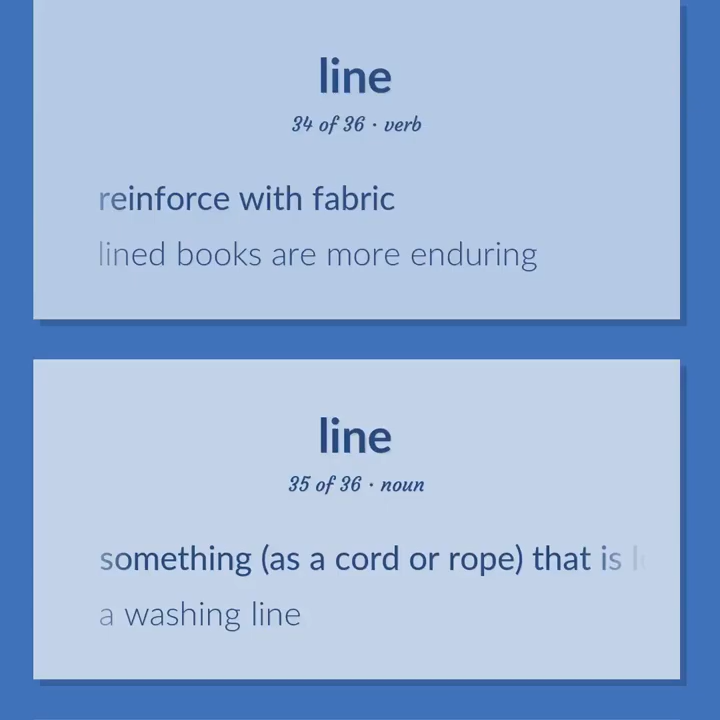 line
34 of 36 · verb
reinforce with fabric
lined books are more enduring
line
35 of 36 · noun
something (as a cord or rope) that is
a washing line